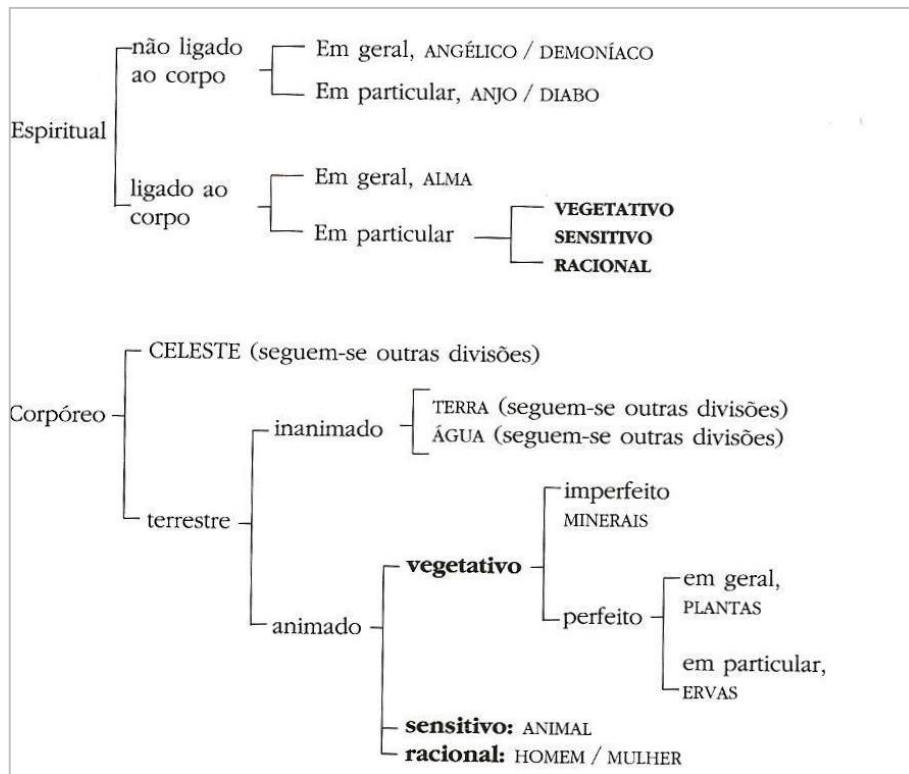 não ligado
ao corpo
Em geral, ANGÉLICO / DEMONÍACO
Em particular, ANJO / DIABO
Espiritual
ligado ao
corpo
Em geral, ALMA
Em particular
VEGETATIVO
SENSITIVO
RACIONAL
CELESTE (seguem-se outras divisões)
Corpóreo
inanimado
TERRA (seguem-se outras divisões)
ÁGUA (seguem-se outras divisões)
terrestre
imperfeito
MINERAIS
vegetativo
em geral,
PLANTAS
perfeito
animado
em particular,
ERVAS
sensitivo: ANIMAL
racional: HOMEM / MULHER